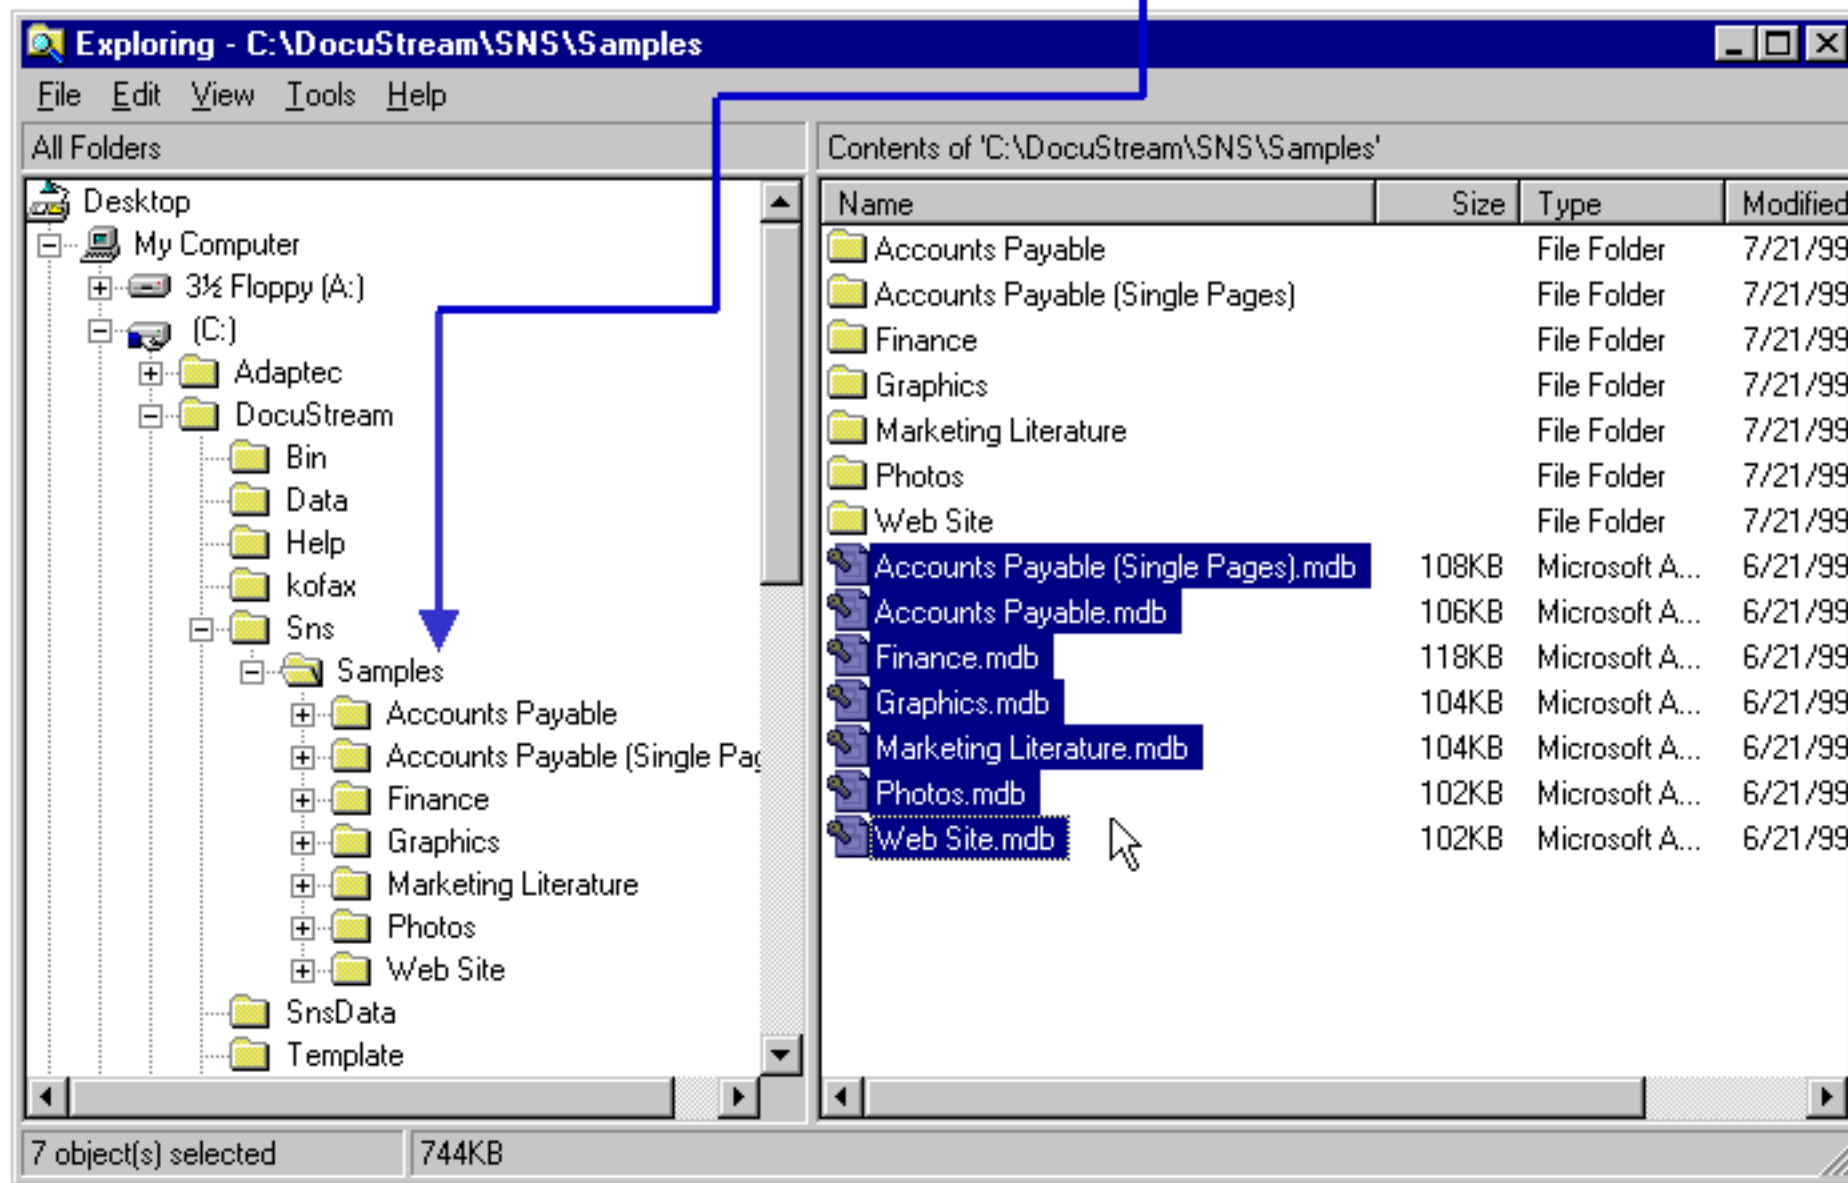 Exploring - C:\DocuStream\SNS\Samples
File Edit View Tools Help
All Folders
Contents of 'C:\DocuStream\SNS\Samples'
Desktop
My Computer
3½ Floppy (A:)
(C:)
Adaptec
DocuStream
Bin
Data
Help
kofax
Sns
Samples
Accounts Payable
Accounts Payable (Single Pag
Finance
Graphics
Marketing Literature
Photos
Web Site
SnsData
Template
Name Size Type Modified
Accounts Payable File Folder 7/21/99
Accounts Payable (Single Pages) File Folder 7/21/99
Finance File Folder 7/21/99
Graphics File Folder 7/21/99
Marketing Literature File Folder 7/21/99
Photos File Folder 7/21/99
Web Site File Folder 7/21/99
Accounts Payable (Single Pages).mdb 108KB Microsoft A... 6/21/99
Accounts Payable.mdb 106KB Microsoft A... 6/21/99
Finance.mdb 118KB Microsoft A... 6/21/99
Graphics.mdb 104KB Microsoft A... 6/21/99
Marketing Literature.mdb 104KB Microsoft A... 6/21/99
Photos.mdb 102KB Microsoft A... 6/21/99
Web Site.mdb 102KB Microsoft A... 6/21/99
7 object(s) selected 744KB